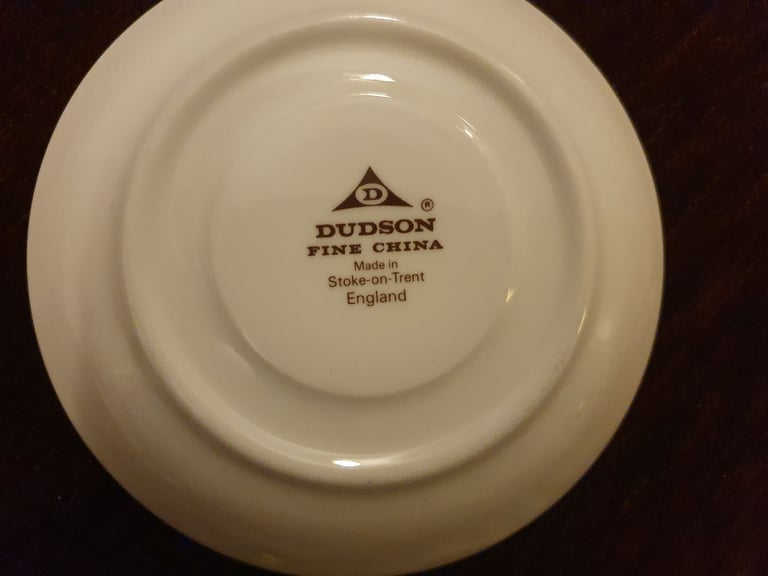 D
®
DUDSON
FINE CHINA
Made in
Stoke-on-Trent
England